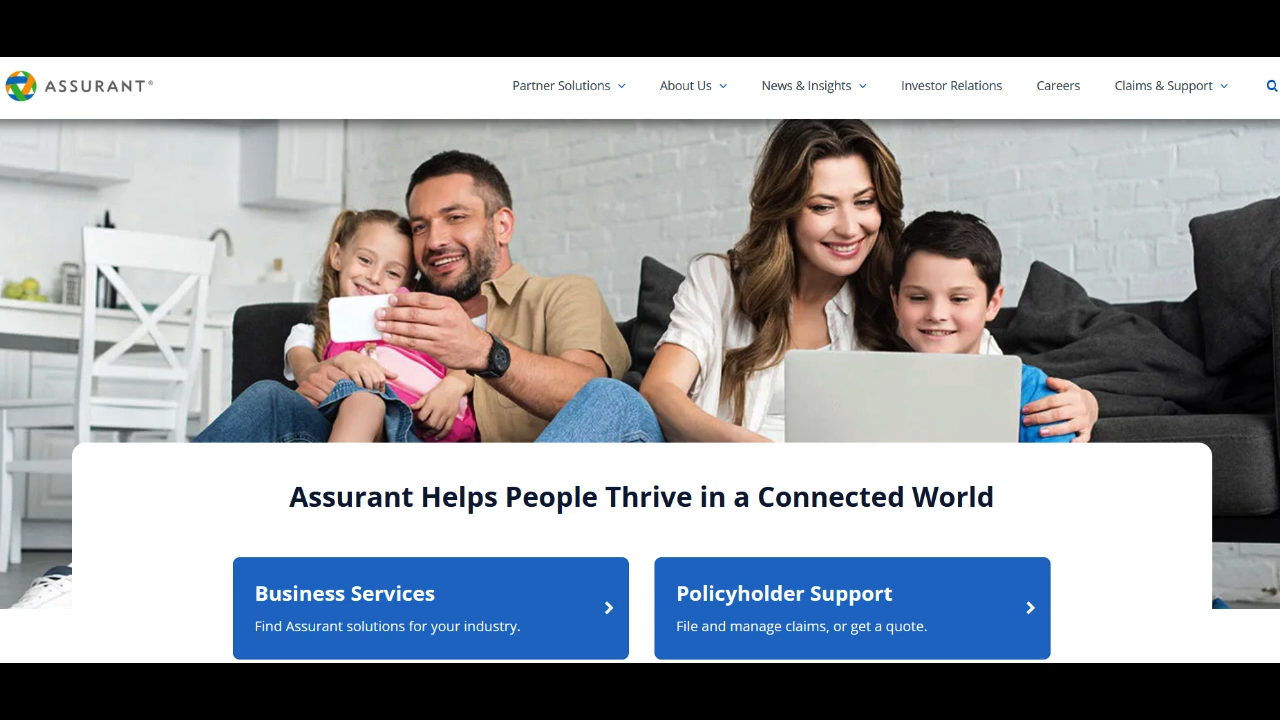 ASSURANT®
Partner Solutions
About Us
News & Insights
Investor Relations
Careers
Claims & Support
Assurant Helps People Thrive in a Connected World
Business Services
Find Assurant solutions for your industry.
Policyholder Support
File and manage claims, or get a quote.